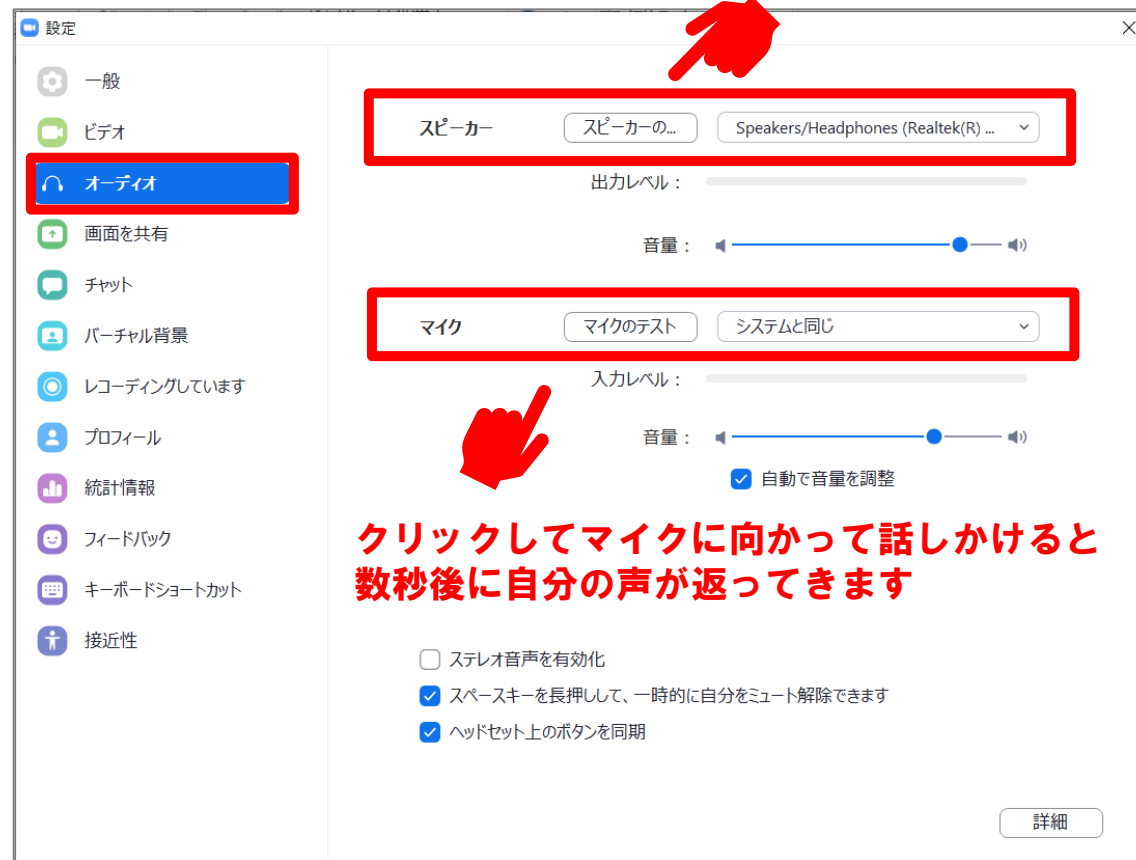 設定
一般
ビデオ
オーディオ
画面を共有
チャット
バーチャル背景
レコーディングしています
プロフィール
統計情報
フィードバック
キーボードショートカット
接近性
スピーカー スピーカーの... Speakers/Headphones (Realtek(R) ...
出力レベル：
音量：
マイク マイクのテスト システムと同じ
入力レベル：
音量：
自動で音量を調整
クリックしてマイクに向かって話しかけると
数秒後に自分の声が返ってきます
ステレオ音声を有効化
スペースキーを長押しして、一時的に自分をミュート解除できます
ヘッドセット上のボタンを同期
詳細